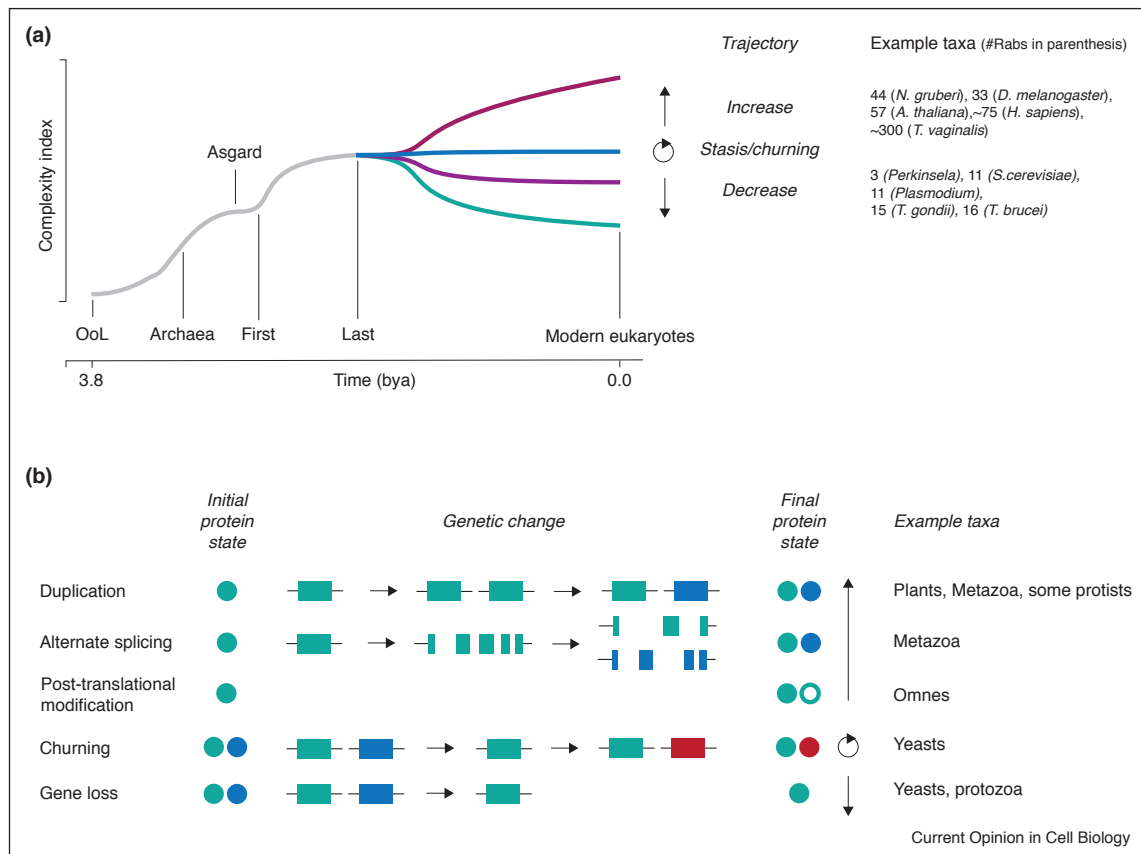 (a)
Trajectory
Example taxa (#Rabs in parenthesis)
Complexity index
Increase
44 (N. gruberi), 33 (D. melanogaster),
57 (A. thaliana),~75 (H. sapiens),
~300 (T. vaginalis)
Asgard
Stasis/churning
Decrease
3 (Perkinsela), 11 (S.cerevisiae),
11 (Plasmodium),
15 (T. gondii), 16 (T. brucei)
OoL
Archaea
First
Last
Modern eukaryotes
3.8
Time (bya)
0.0
(b)
Initial
protein
state
Genetic change
Final
protein
state
Example taxa
Duplication
Plants, Metazoa, some protists
Alternate splicing
Metazoa
Post-translational
modification
Omnes
Churning
Yeasts
Gene loss
Yeasts, protozoa
Current Opinion in Cell Biology